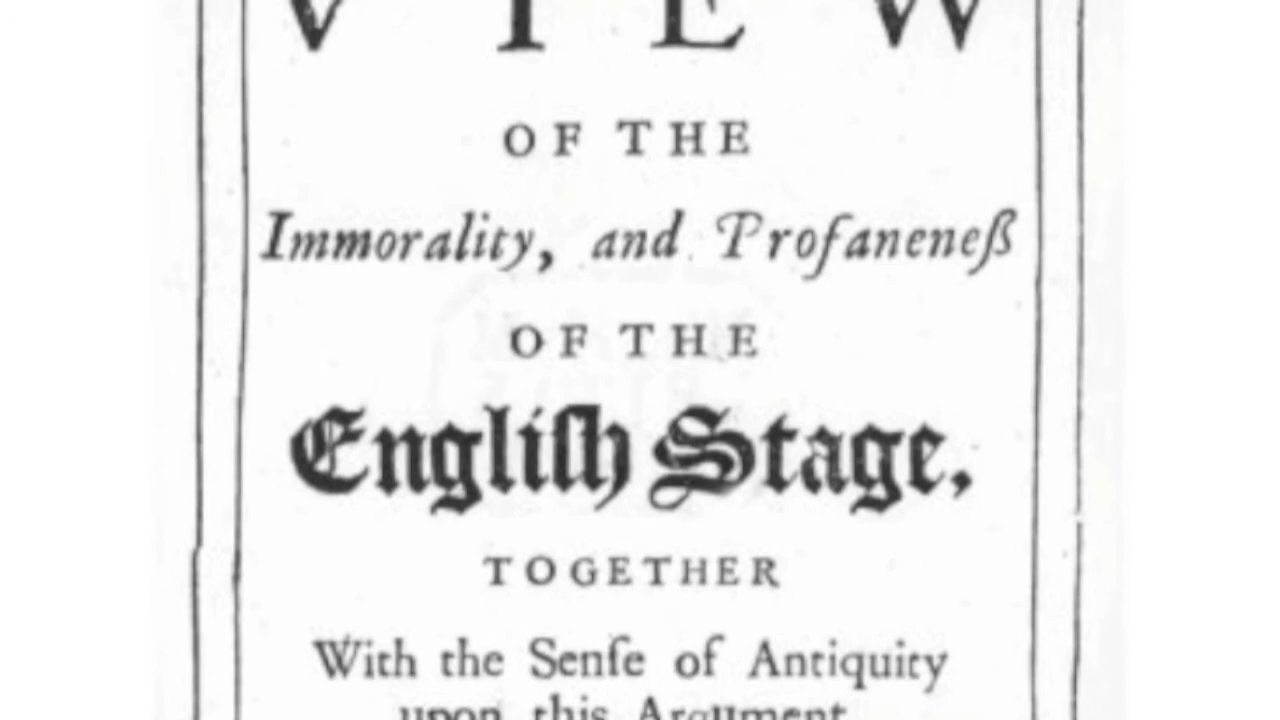 VIEW
OF THE
Immorality, and Profaneneß
OF THE
Engliſh Stage,
TOGETHER
With the Senſe of Antiquity
upon this Argument